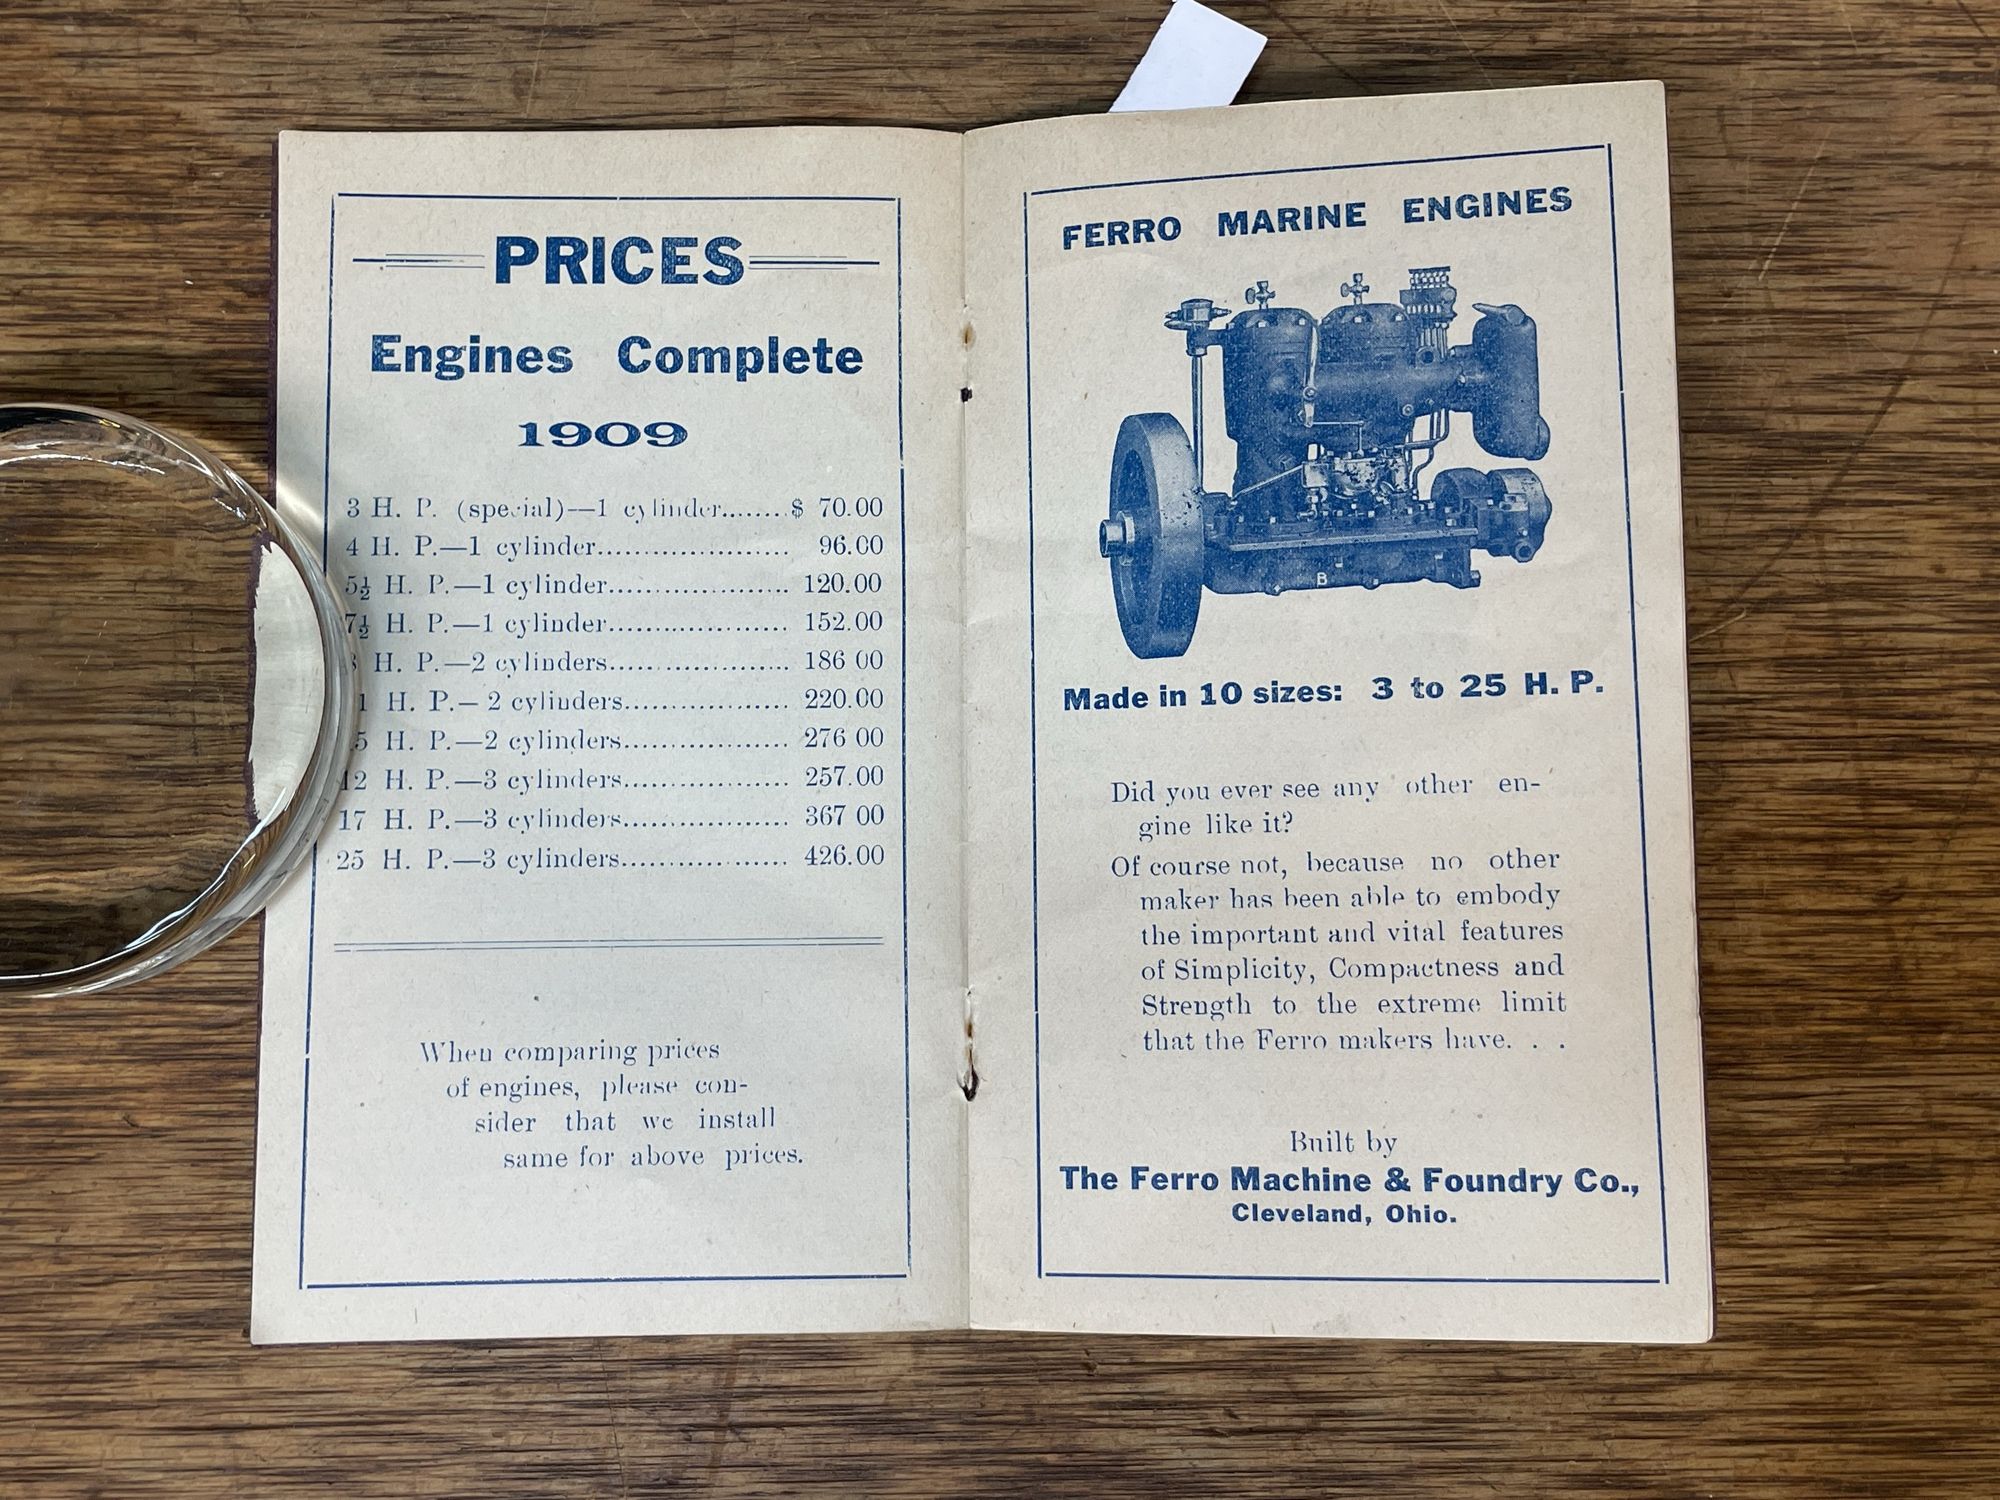 PRICES
Engines Complete
1909
3 H. P. (special)—1 cylinder.......$ 70.00
4 H. P.—1 cylinder..................... 96.00
5½ H. P.—1 cylinder.................... 120.00
7½ H. P.—1 cylinder.................... 152.00
8 H. P.—2 cylinders.................... 186 00
11 H. P.—2 cylinders.................. 220.00
15 H. P.—2 cylinders.................. 276 00
12 H. P.—3 cylinders.................. 257.00
17 H. P.—3 cylinders.................. 367 00
25 H. P.—3 cylinders.................. 426.00
When comparing prices
of engines, please con-
sider that we install
same for above prices.
FERRO MARINE ENGINES
B
Made in 10 sizes: 3 to 25 H. P.
Did you ever see any other en-
gine like it?
Of course not, because no other
maker has been able to embody
the important and vital features
of Simplicity, Compactness and
Strength to the extreme limit
that the Ferro makers have. . .
Built by
The Ferro Machine & Foundry Co.,
Cleveland, Ohio.